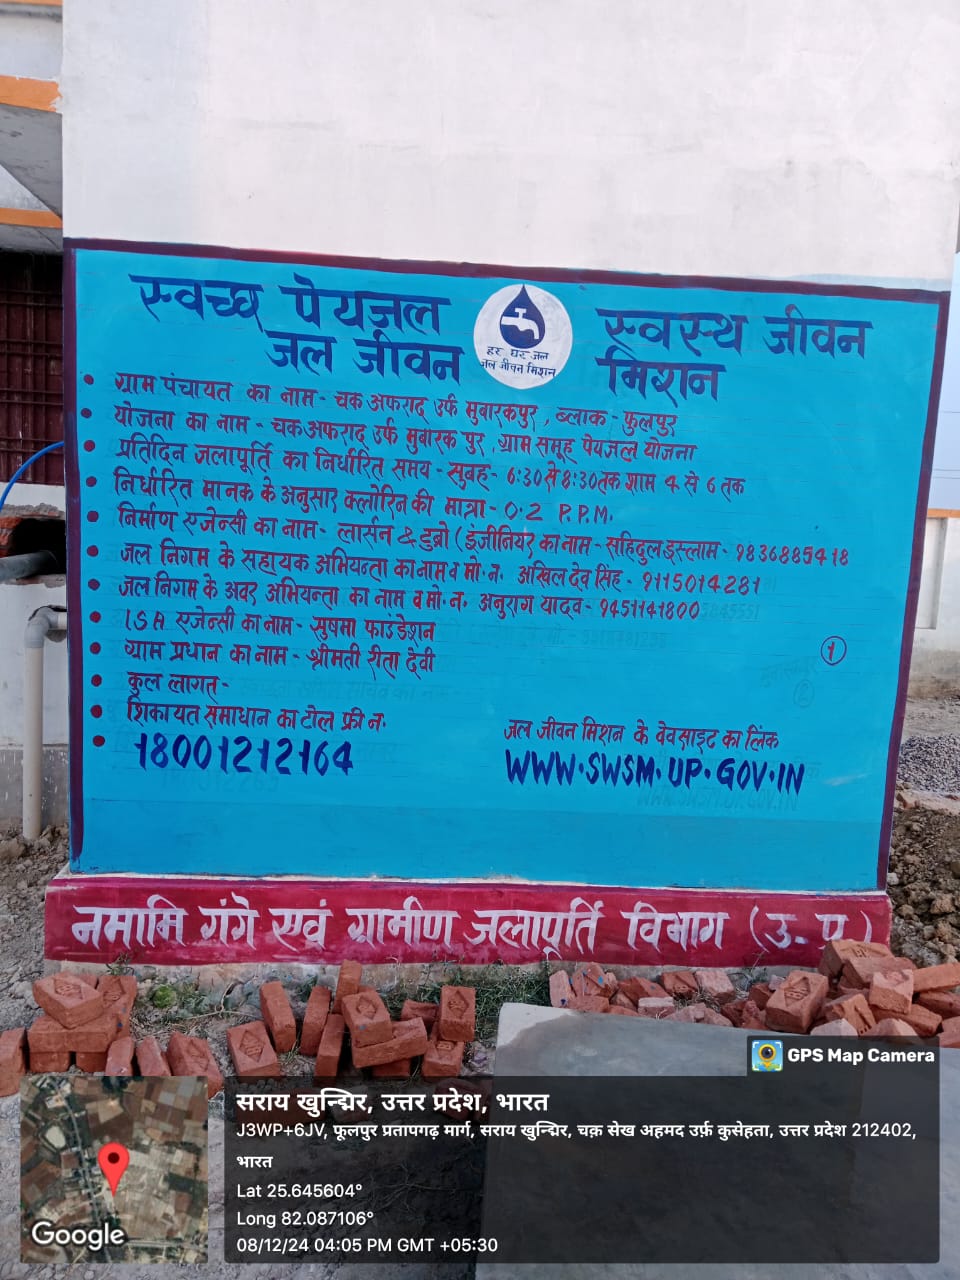 स्वच्छ पेयजल स्वस्थ जीवन
जल जीवन मिशन
हर घर जल
जल जीवन मिशन
• ग्राम पंचायत का नाम - चक अफराद उर्फ मुबारकपुर, ब्लाक - फुलपुर
• योजना का नाम - चक अफराद उर्फ मुबारक पुर, ग्राम समूह पेयजल योजना
• प्रतिदिन जलापूर्ति का निर्धारित समय - सुबह - 6:30 से 8:30 तक शाम 4 से 6 तक
• निर्धारित मानक के अनुसार क्लोरिन की मात्रा - 0.2 P.P.M.
• निर्माण एजेन्सी का नाम - लार्सन & टुब्रो (इंजीनियर का नाम - सहिदुल इस्लाम - 9836885418
• जल निगम के सहायक अभियन्ता का नाम व मो. न. अखिल देव सिंह - 9115014281
• जल निगम के अवर अभियन्ता का नाम व मो. न. अनुराग यादव - 9451141800
• ISA एजेन्सी का नाम - सुषमा फाउंडेशन
• ग्राम प्रधान का नाम - श्रीमती रीता देवी
• कुल लागत -
• शिकायत समाधान का टोल फ्री न.
• 18001212164
1
जल जीवन मिशन के वेवसाइट का लिंक
WWW.SWSM.UP.GOV.IN
नमामि गंगे एवं ग्रामीण जलापूर्ति विभाग (उ. प्र.)
GPS Map Camera
सराय खुन्द्मिर, उत्तर प्रदेश, भारत
J3WP+6JV, फूलपुर प्रतापगढ़ मार्ग, सराय खुन्द्मिर, चक़ सेख अहमद उर्फ़ कुसेहता, उत्तर प्रदेश 212402,
भारत
Lat 25.645604°
Long 82.087106°
08/12/24 04:05 PM GMT +05:30
Google